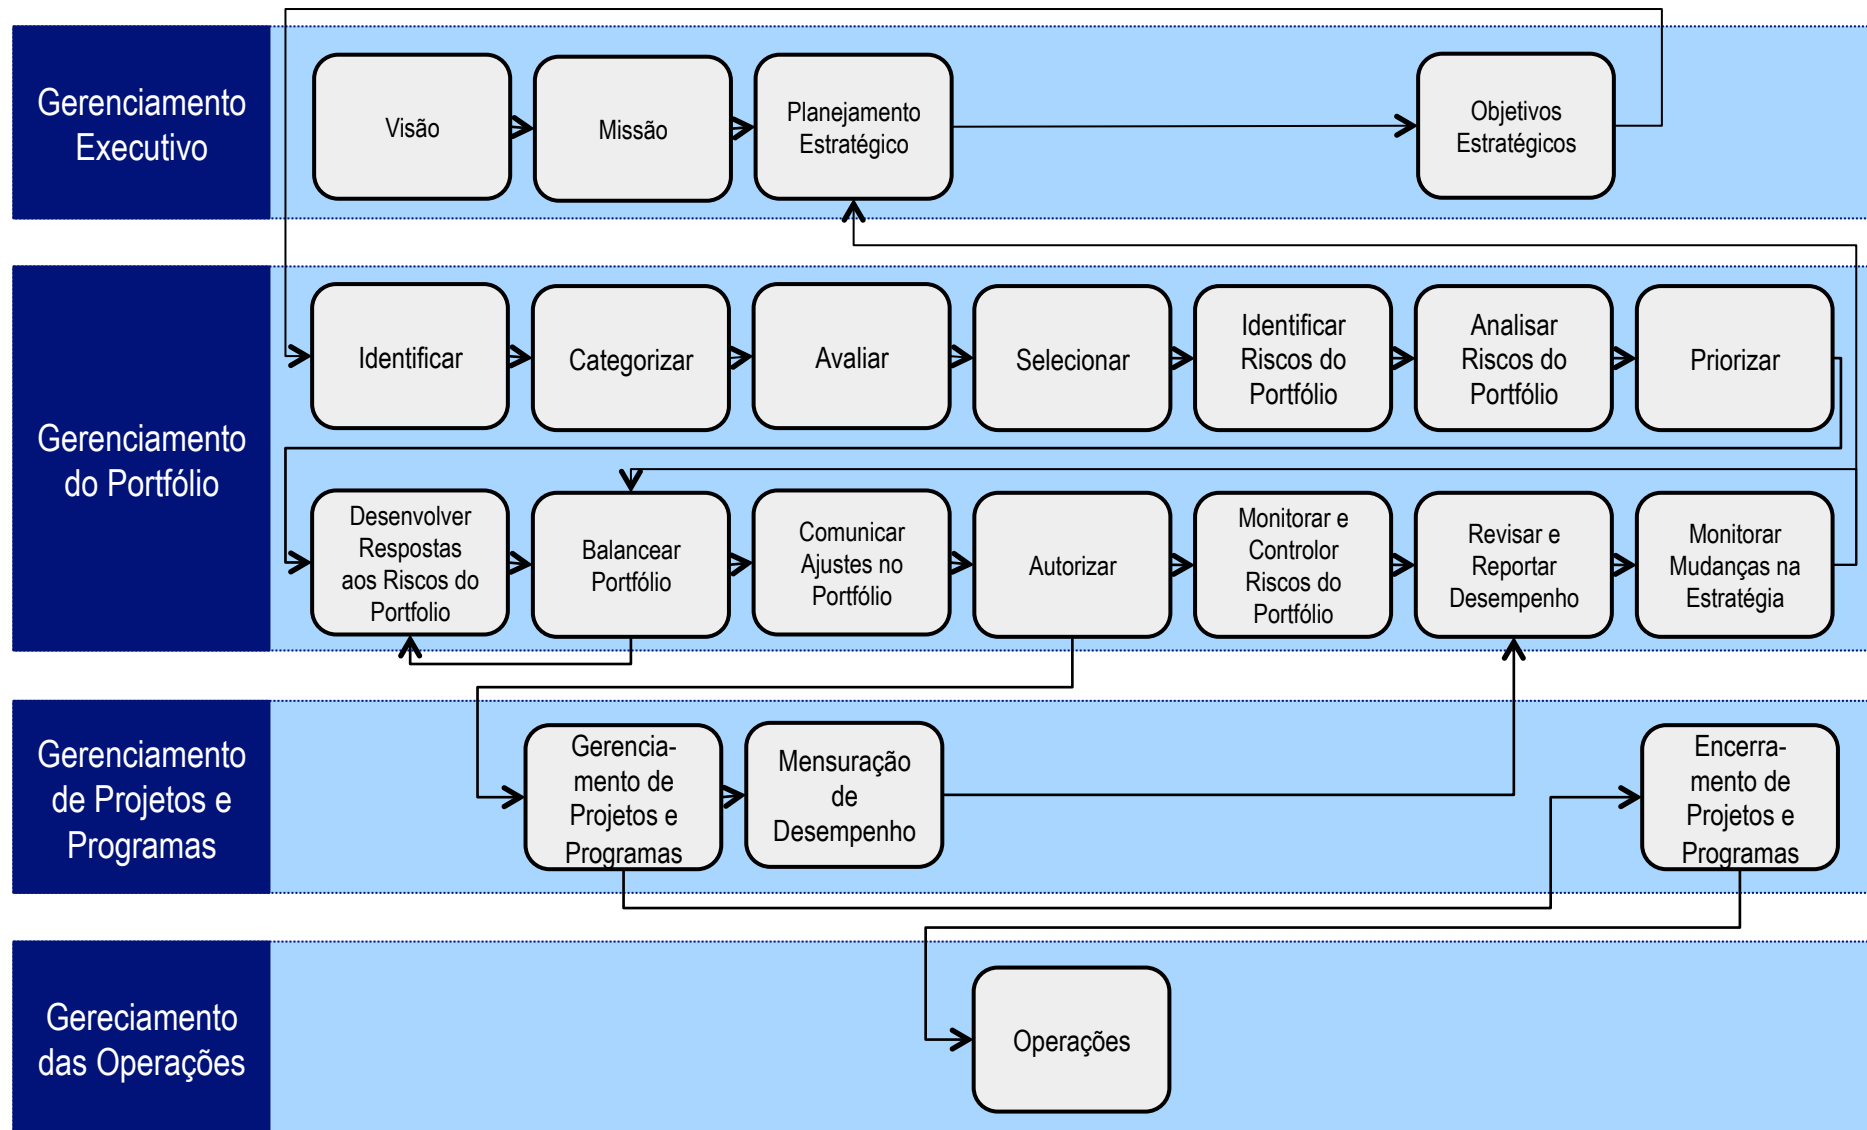 Gerenciamento
Executivo
Visão
Missão
Planejamento
Estratégico
Objetivos
Estratégicos
Gerenciamento
do Portfólio
Identificar
Categorizar
Avaliar
Selecionar
Identificar
Riscos do
Portfólio
Analisar
Riscos do
Portfólio
Priorizar
Desenvolver
Respostas
aos Riscos do
Portfolio
Balancear
Portfólio
Comunicar
Ajustes no
Portfólio
Autorizar
Monitorar e
Controlor
Riscos do
Portfólio
Revisar e
Reportar
Desempenho
Monitorar
Mudanças na
Estratégia
Gerenciamento
de Projetos e
Programas
Gerencia-
mento de
Projetos e
Programas
Mensuração
de
Desempenho
Encerra-
mento de
Projetos e
Programas
Gereciamento
das Operações
Operações